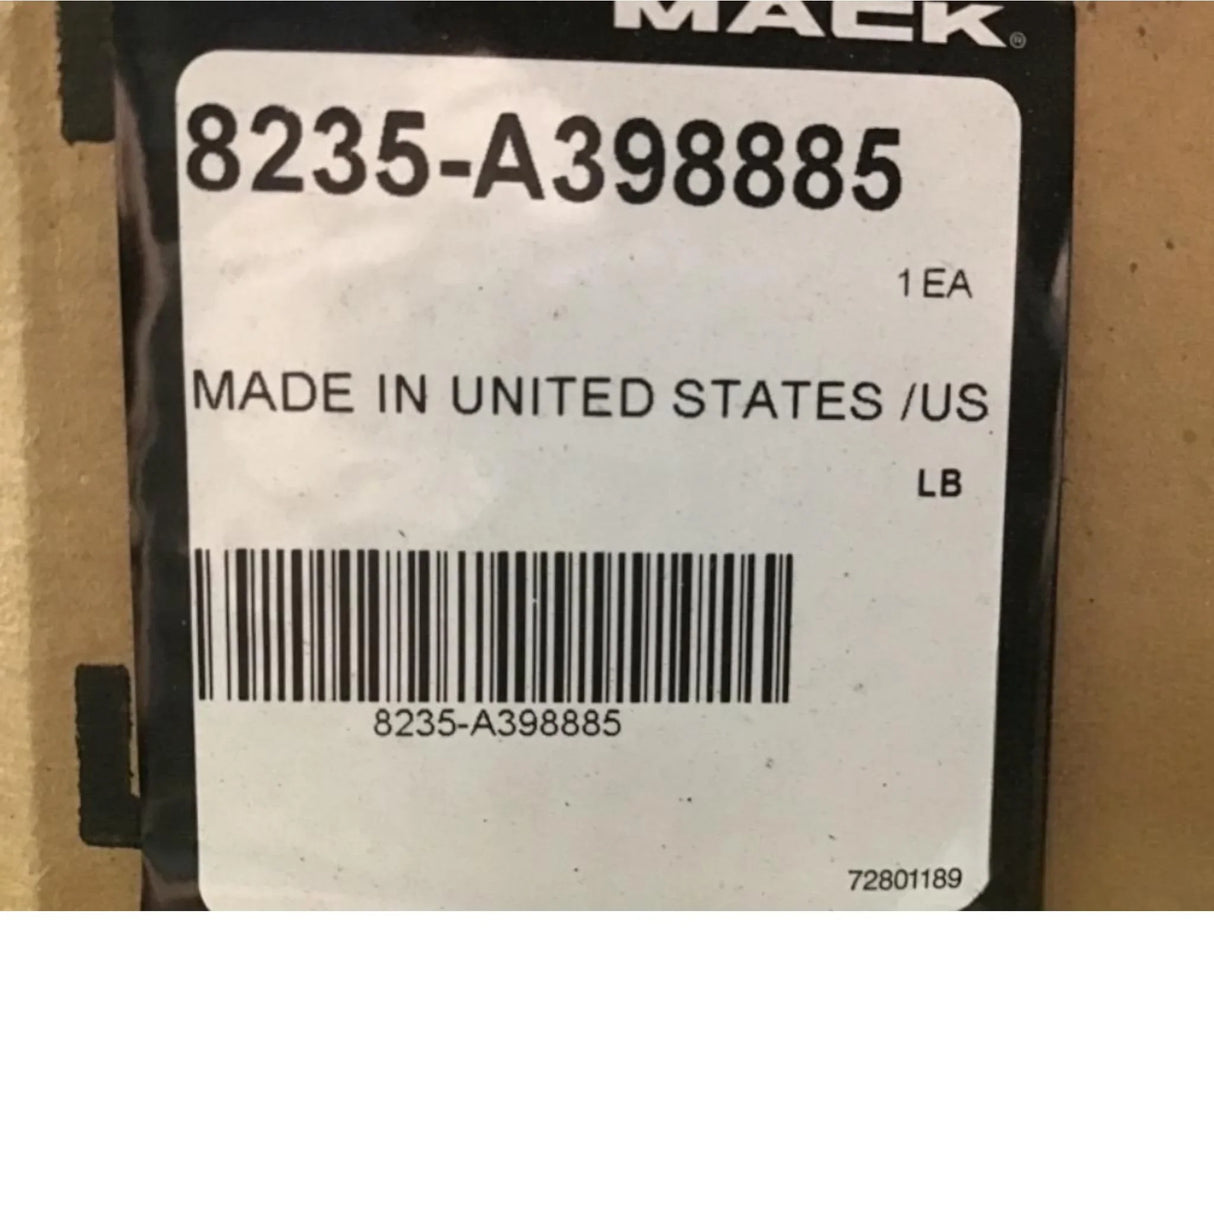 MACK®
8235-A398885
1 EA
MADE IN UNITED STATES /US
LB
8235-A398885
72801189